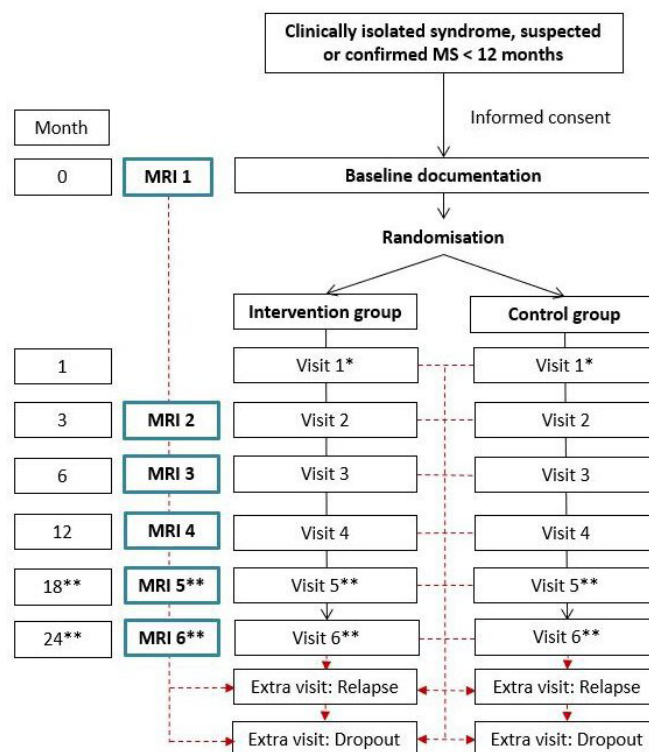 Clinically isolated syndrome, suspected
or confirmed MS < 12 months
Informed consent
Month
0
MRI 1
Baseline documentation
Randomisation
Intervention group
Control group
1
Visit 1*
Visit 1*
3
MRI 2
Visit 2
Visit 2
6
MRI 3
Visit 3
Visit 3
12
MRI 4
Visit 4
Visit 4
18**
MRI 5**
Visit 5**
Visit 5**
24**
MRI 6**
Visit 6**
Visit 6**
Extra visit: Relapse
Extra visit: Relapse
Extra visit: Dropout
Extra visit: Dropout